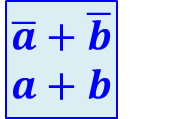 a̅ + b̅
a + b